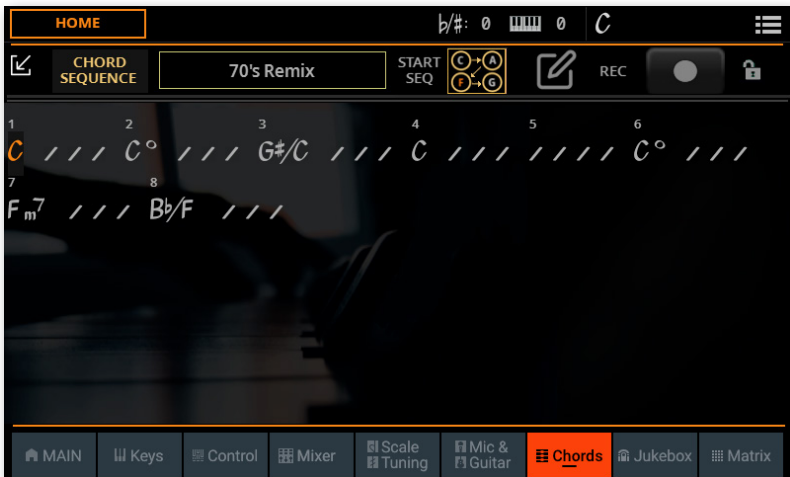 HOME ♭/#: 0 0 C
CHORD SEQUENCE 70's Remix START SEQ C A F G REC
1 2 3 4 5 6
C / / / C° / / / G#/C / / / C / / / / / / / C° / / /
7 8
Fm7 / / / B♭/F / / /
MAIN Keys Control Mixer Scale Tuning Mic & Guitar Chords Jukebox Matrix